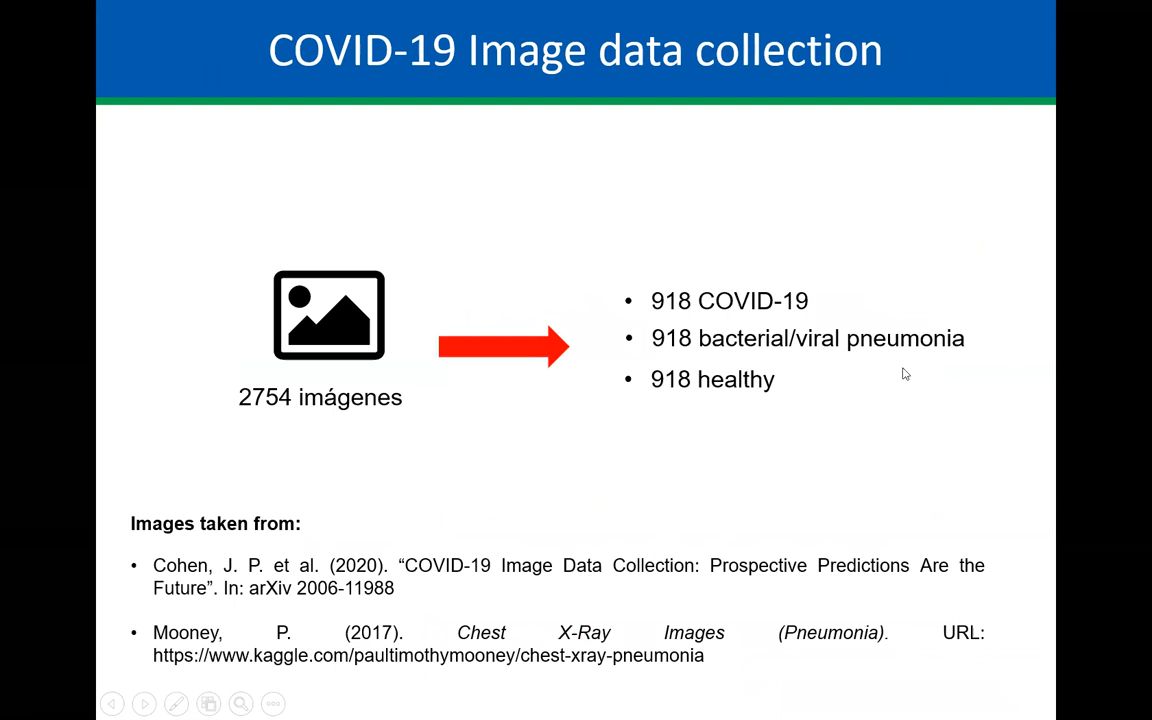 COVID-19 Image data collection
2754 imágenes
• 918 COVID-19
• 918 bacterial/viral pneumonia
• 918 healthy
Images taken from:
• Cohen, J. P. et al. (2020). “COVID-19 Image Data Collection: Prospective Predictions Are the
Future”. In: arXiv 2006-11988
• Mooney, P. (2017). Chest X-Ray Images (Pneumonia). URL:
https://www.kaggle.com/paultimothymooney/chest-xray-pneumonia